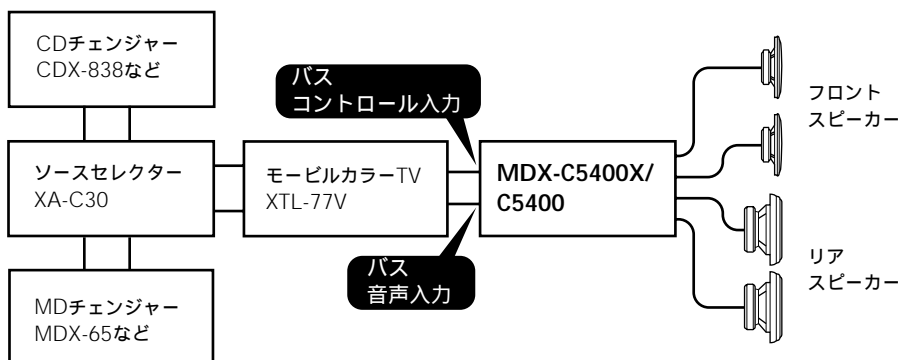 CDチェンジャー
CDX-838など
ソースセレクター
XA-C30
MDチェンジャー
MDX-65など
モービルカラーTV
XTL-77V
バス
コントロール入力
バス
音声入力
MDX-C5400X/
C5400
フロント
スピーカー
リア
スピーカー